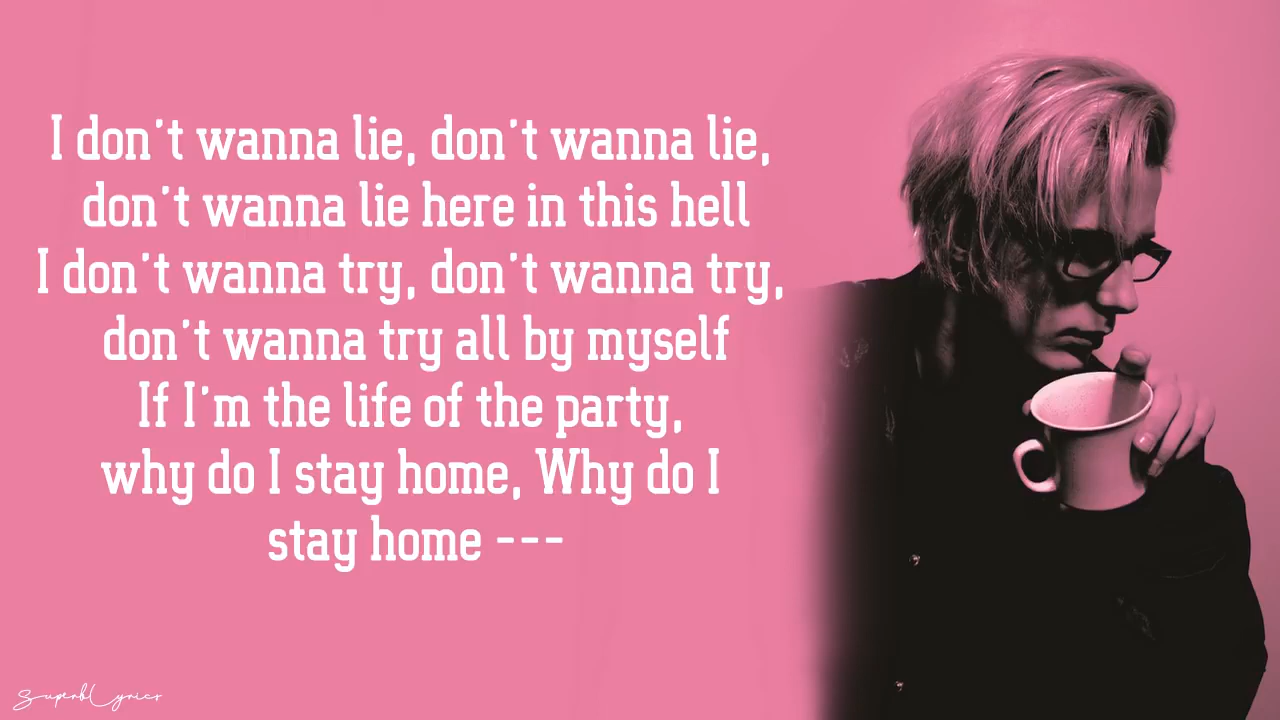 I don't wanna lie, don't wanna lie,
don't wanna lie here in this hell
I don't wanna try, don't wanna try,
don't wanna try all by myself
If I'm the life of the party,
why do I stay home, Why do I
stay home ---
SuperbLyrics